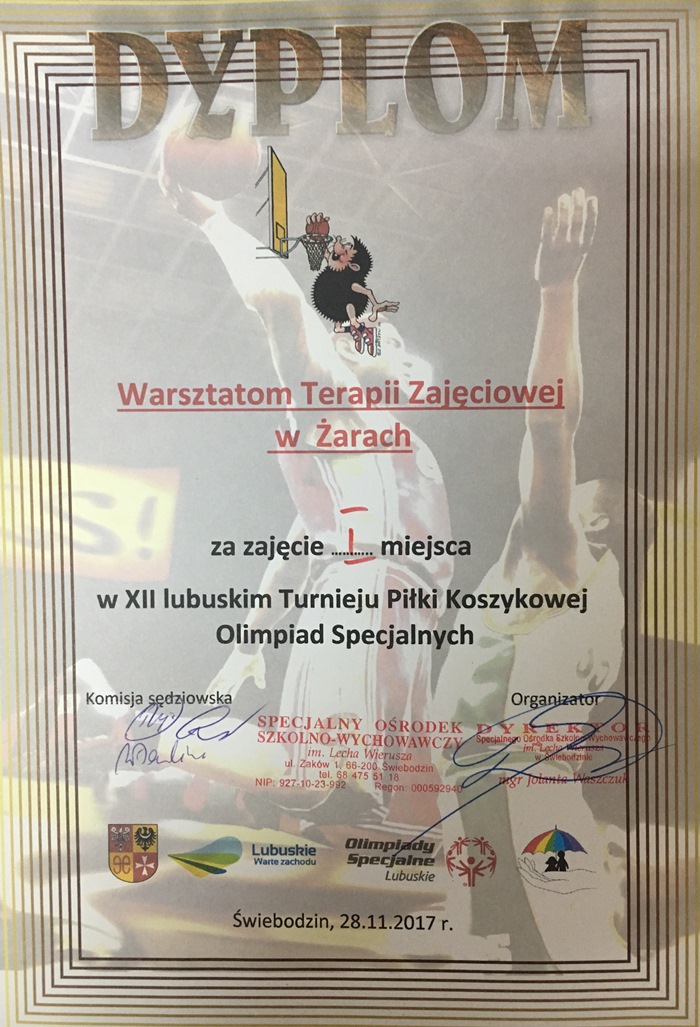 DYPLOM
Warsztatom Terapii Zajęciowej
w Żarach
za zajęcie ....I.... miejsca
w XII lubuskim Turnieju Piłki Koszykowej
Olimpiad Specjalnych
Komisja sędziowska
Organizator
SPECJALNY OŚRODEK
SZKOLNO-WYCHOWAWCZY
im. Lecha Wierusza
ul. Żaków 1, 66-200 Świebodzin
tel. 68 475 51 18
NIP: 927-10-23-992 Regon: 000592940
DYREKTOR
Specjalnego Ośrodka Szkolno-Wychowawczego
im. Lecha Wierusza
w Świebodzinie
mgr Jolanta Waszczuk
Lubuskie
Warte zachodu
Olimpiady
Specjalne
Lubuskie
Świebodzin, 28.11.2017 r.
S!